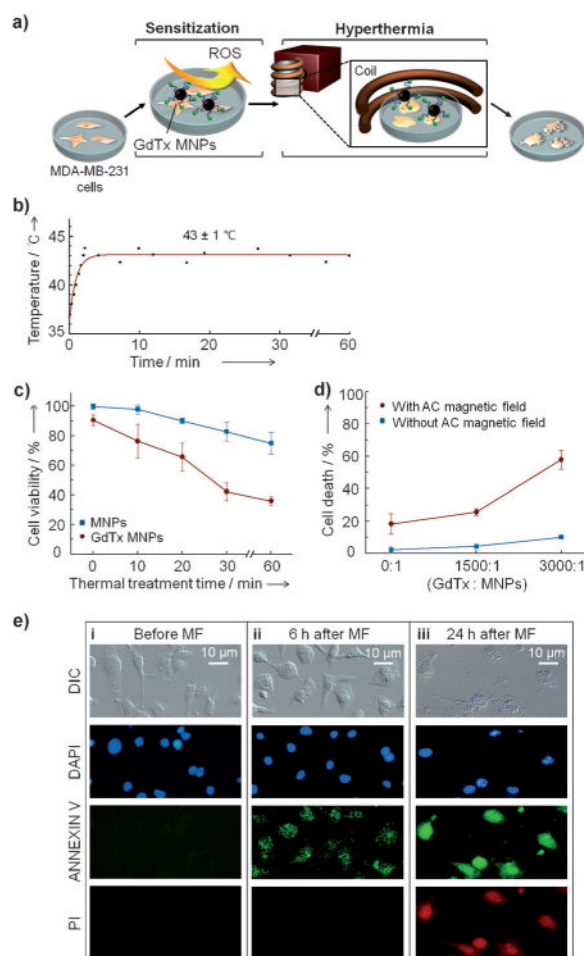 a)
Sensitization
Hyperthermia
ROS
Coil
GdTx MNPs
MDA-MB-231
cells
b)
Temperature / °C
45
40
35
43 ± 1 °C
0 10 20 30 60
Time / min
c)
Cell viability / %
100
80
60
40
20
0
MNPs
GdTx MNPs
0 10 20 30 60
Thermal treatment time / min
d)
Cell death / %
100
80
60
40
20
0
With AC magnetic field
Without AC magnetic field
0:1 1500:1 3000:1
(GdTx : MNPs)
e)
i Before MF
ii 6 h after MF
iii 24 h after MF
10 µm
10 µm
10 µm
DIC
DAPI
ANNEXIN V
PI